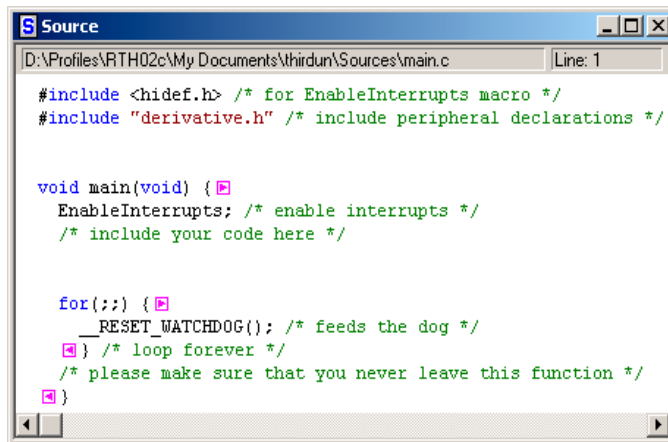 S Source
D:\Profiles\RTH02c\My Documents\thirdun\Sources\main.c Line: 1
#include <hidef.h> /* for EnableInterrupts macro */
#include "derivative.h" /* include peripheral declarations */
void main(void) {
EnableInterrupts; /* enable interrupts */
/* include your code here */
for(;;) {
__RESET_WATCHDOG(); /* feeds the dog */
} /* loop forever */
/* please make sure that you never leave this function */
}